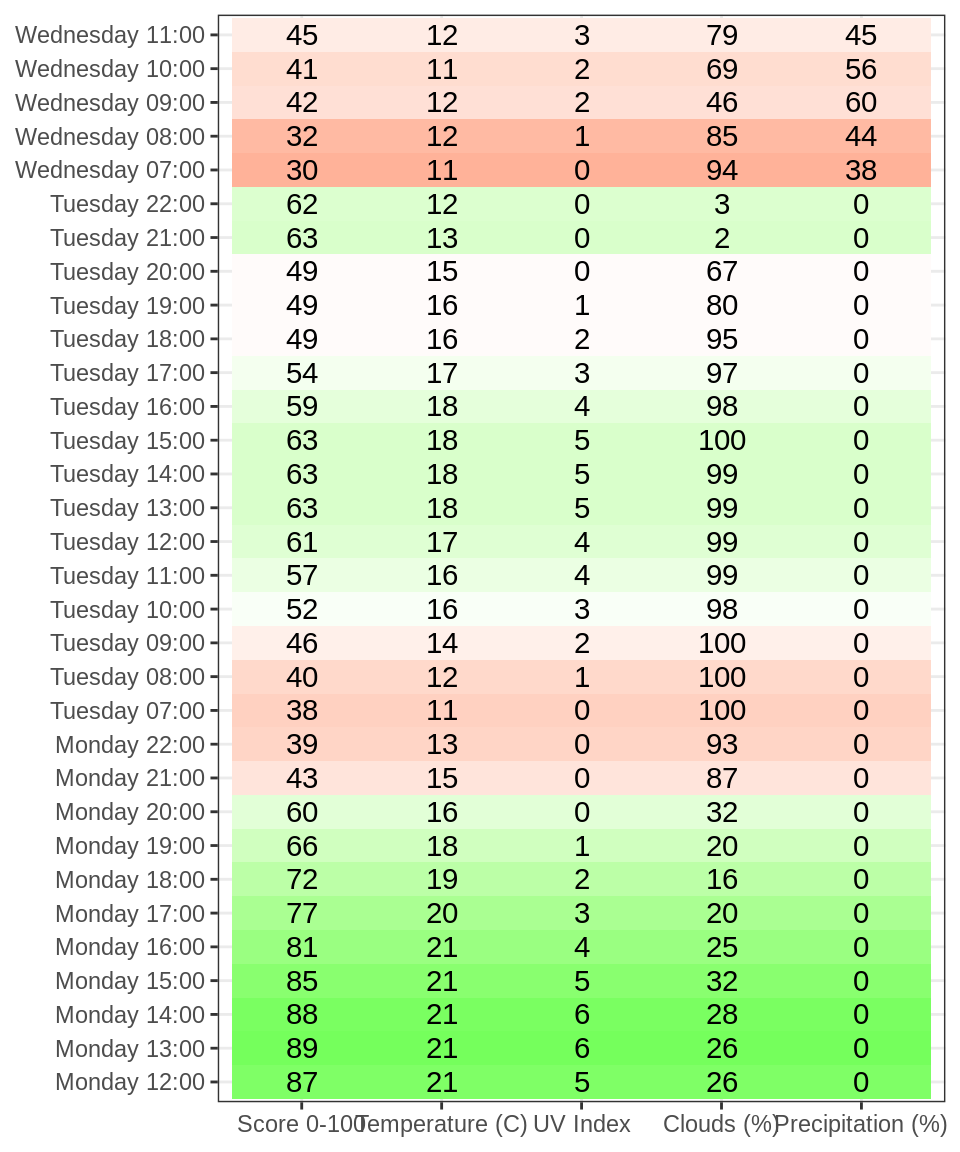 Wednesday 11:00 45 12 3 79 45
Wednesday 10:00 41 11 2 69 56
Wednesday 09:00 42 12 2 46 60
Wednesday 08:00 32 12 1 85 44
Wednesday 07:00 30 11 0 94 38
Tuesday 22:00 62 12 0 3 0
Tuesday 21:00 63 13 0 2 0
Tuesday 20:00 49 15 0 67 0
Tuesday 19:00 49 16 1 80 0
Tuesday 18:00 49 16 2 95 0
Tuesday 17:00 54 17 3 97 0
Tuesday 16:00 59 18 4 98 0
Tuesday 15:00 63 18 5 100 0
Tuesday 14:00 63 18 5 99 0
Tuesday 13:00 63 18 5 99 0
Tuesday 12:00 61 17 4 99 0
Tuesday 11:00 57 16 4 99 0
Tuesday 10:00 52 16 3 98 0
Tuesday 09:00 46 14 2 100 0
Tuesday 08:00 40 12 1 100 0
Tuesday 07:00 38 11 0 100 0
Monday 22:00 39 13 0 93 0
Monday 21:00 43 15 0 87 0
Monday 20:00 60 16 0 32 0
Monday 19:00 66 18 1 20 0
Monday 18:00 72 19 2 16 0
Monday 17:00 77 20 3 20 0
Monday 16:00 81 21 4 25 0
Monday 15:00 85 21 5 32 0
Monday 14:00 88 21 6 28 0
Monday 13:00 89 21 6 26 0
Monday 12:00 87 21 5 26 0
Score 0-100 Temperature (C) UV Index Clouds (%) Precipitation (%)